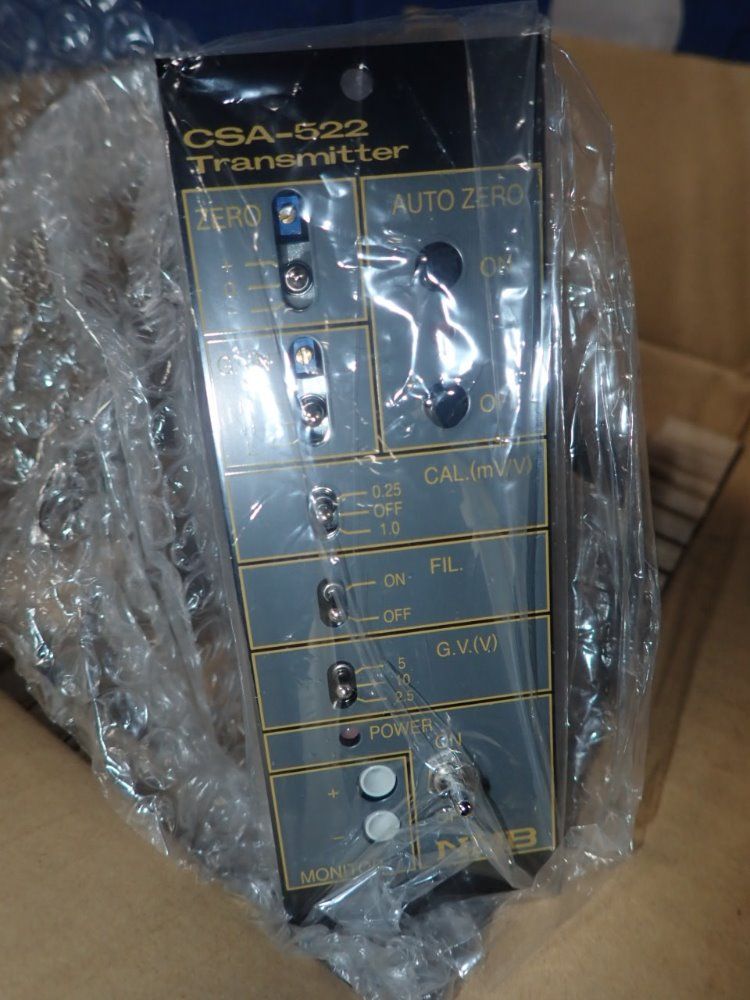 CSA-522
Transmitter
ZERO
+
0
AUTO ZERO
ON
CAL.(mV/V)
0.25
OFF
1.0
FIL.
ON
OFF
G.V.(V)
5
10
2.5
POWER
ON
+
−
NMB